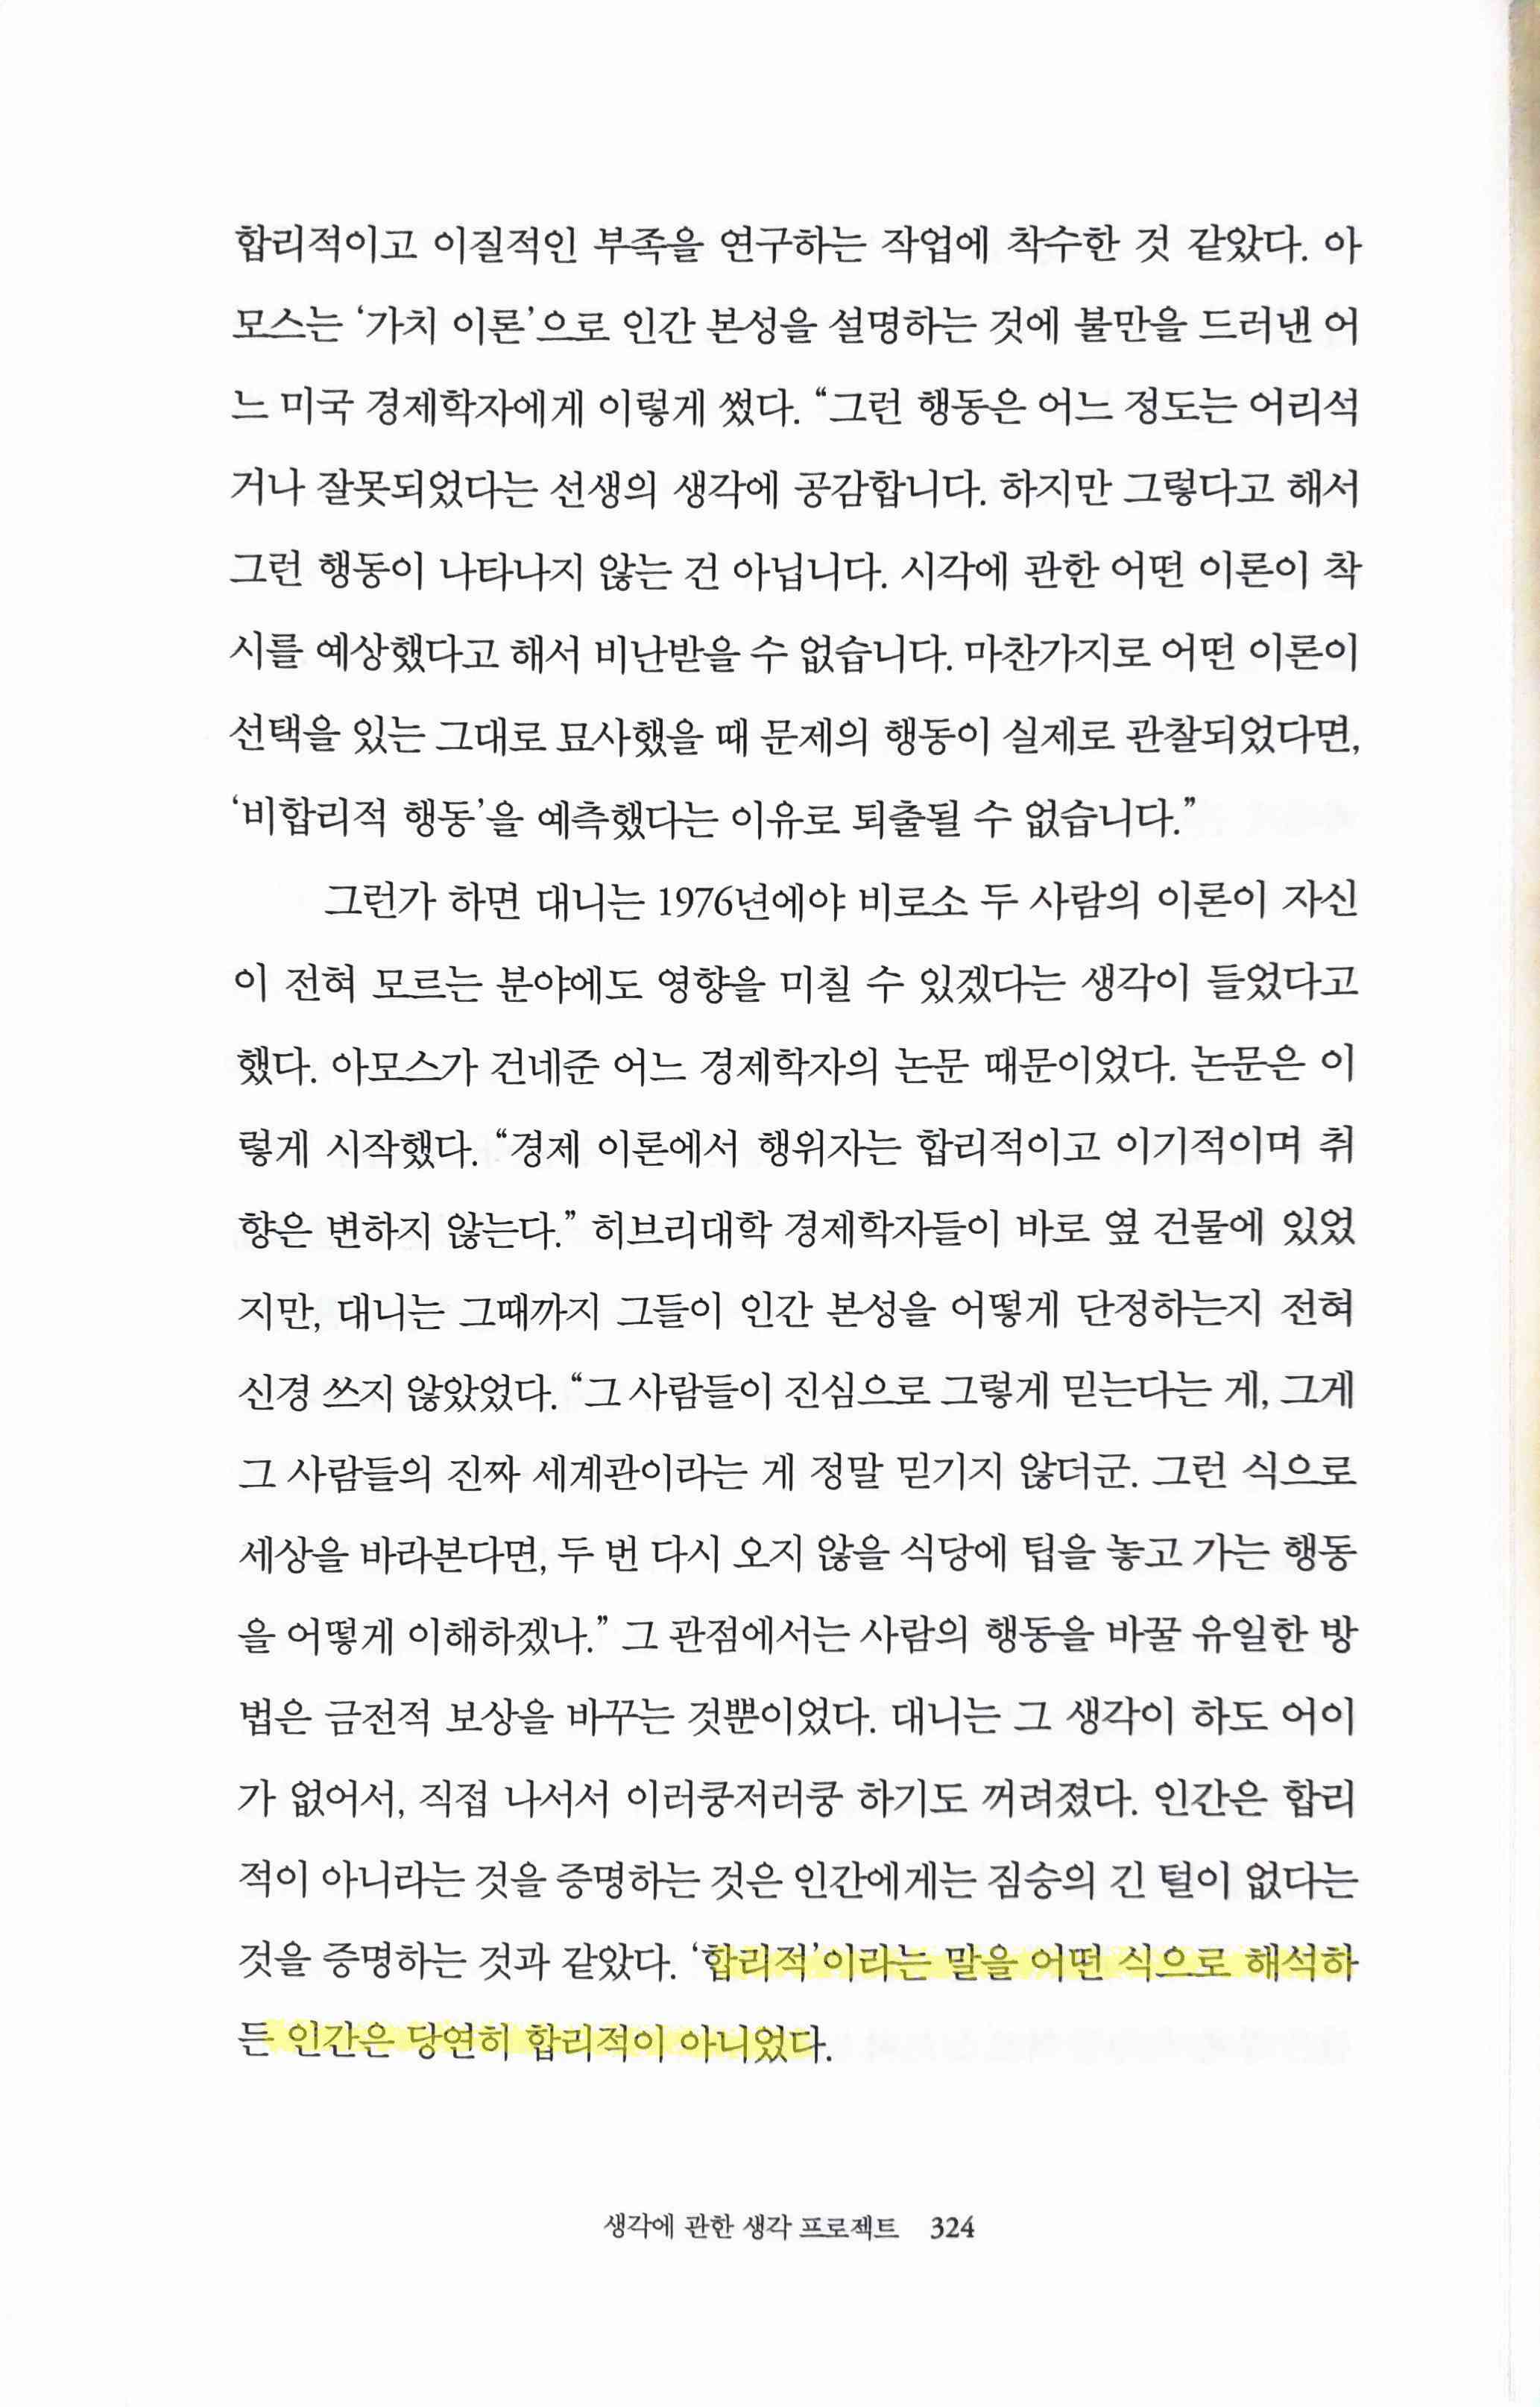 합리적이고 이질적인 부족을 연구하는 작업에 착수한 것 같았다. 아
모스는 ‘가치 이론’으로 인간 본성을 설명하는 것에 불만을 드러낸 어
느 미국 경제학자에게 이렇게 썼다. “그런 행동은 어느 정도는 어리석
거나 잘못되었다는 선생의 생각에 공감합니다. 하지만 그렇다고 해서
그런 행동이 나타나지 않는 건 아닙니다. 시각에 관한 어떤 이론이 착
시를 예상했다고 해서 비난받을 수 없습니다. 마찬가지로 어떤 이론이
선택을 있는 그대로 묘사했을 때 문제의 행동이 실제로 관찰되었다면,
‘비합리적 행동’을 예측했다는 이유로 퇴출될 수 없습니다.”
그런가 하면 대니는 1976년에야 비로소 두 사람의 이론이 자신
이 전혀 모르는 분야에도 영향을 미칠 수 있겠다는 생각이 들었다고
했다. 아모스가 건네준 어느 경제학자의 논문 때문이었다. 논문은 이
렇게 시작했다. “경제 이론에서 행위자는 합리적이고 이기적이며 취
향은 변하지 않는다.” 히브리대학 경제학자들이 바로 옆 건물에 있었
지만, 대니는 그때까지 그들이 인간 본성을 어떻게 단정하는지 전혀
신경 쓰지 않았었다. “그 사람들이 진심으로 그렇게 믿는다는 게, 그게
그 사람들의 진짜 세계관이라는 게 정말 믿기지 않더군. 그런 식으로
세상을 바라본다면, 두 번 다시 오지 않을 식당에 팁을 놓고 가는 행동
을 어떻게 이해하겠나.” 그 관점에서는 사람의 행동을 바꿀 유일한 방
법은 금전적 보상을 바꾸는 것뿐이었다. 대니는 그 생각이 하도 어이
가 없어서, 직접 나서서 이러쿵저러쿵 하기도 꺼려졌다. 인간은 합리
적이 아니라는 것을 증명하는 것은 인간에게는 짐승의 긴 털이 없다는
것을 증명하는 것과 같았다. ‘합리적’이라는 말을 어떤 식으로 해석하
든 인간은 당연히 합리적이 아니었다.
생각에 관한 생각 프로젝트 324